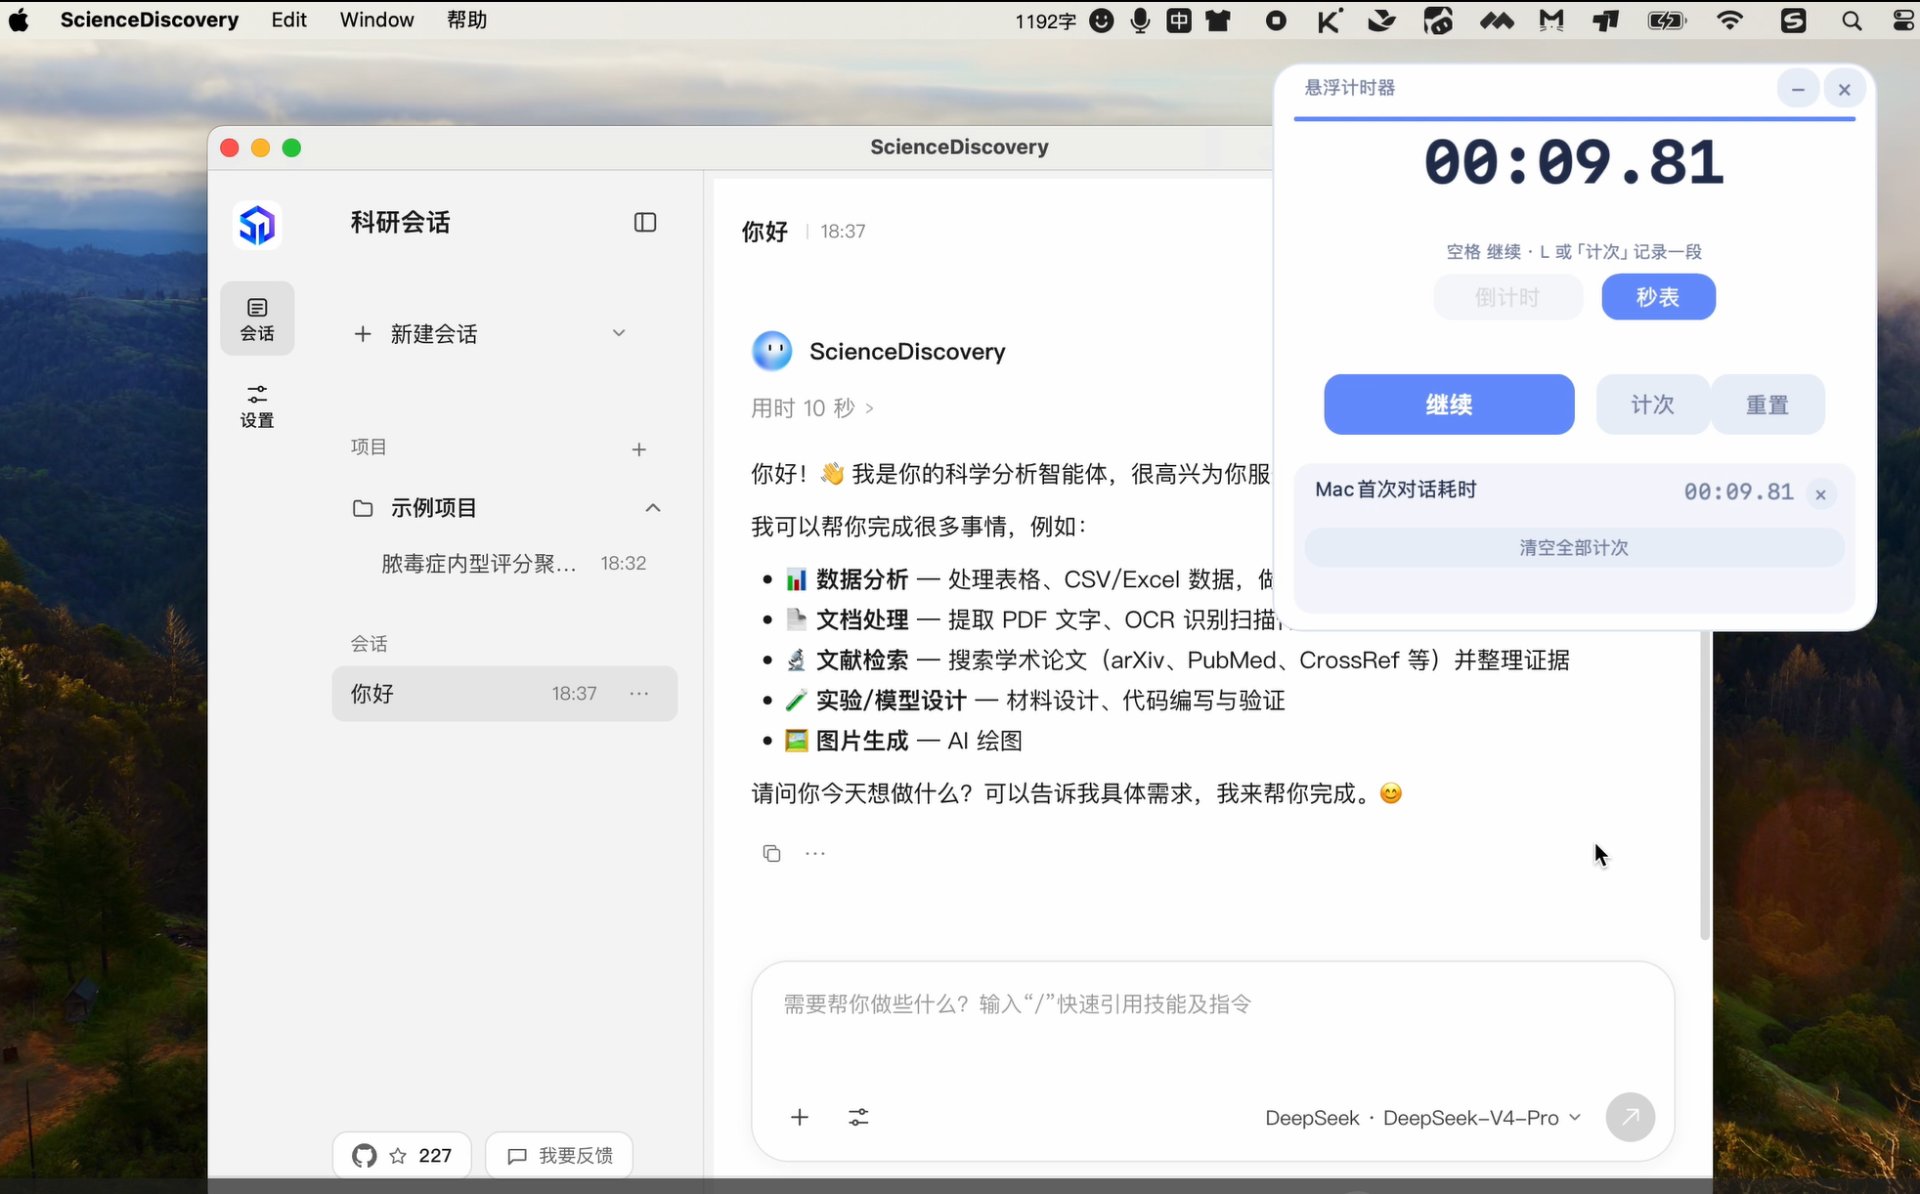 ScienceDiscovery Edit Window 帮助 1192字 中
ScienceDiscovery
科研会话
会话
设置
新建会话
项目
示例项目
脓毒症内型评分聚... 18:32
会话
你好 18:37 ···
227 我要反馈
你好 18:37
ScienceDiscovery
用时 10 秒 >
你好！👋 我是你的科学分析智能体，很高兴为你服
我可以帮你完成很多事情，例如：
• 📊 数据分析 — 处理表格、CSV/Excel 数据，做
• 📄 文档处理 — 提取 PDF 文字、OCR 识别扫描
• 🔬 文献检索 — 搜索学术论文（arXiv、PubMed、CrossRef 等）并整理证据
• 🧪 实验/模型设计 — 材料设计、代码编写与验证
• 🖼️ 图片生成 — AI 绘图
请问你今天想做什么？可以告诉我具体需求，我来帮你完成。😊
需要帮你做些什么？输入“/”快速引用技能及指令
DeepSeek · DeepSeek-V4-Pro
悬浮计时器
00:09.81
空格 继续 · L 或「计次」记录一段
倒计时 秒表
继续 计次 重置
Mac首次对话耗时 00:09.81 ×
清空全部计次